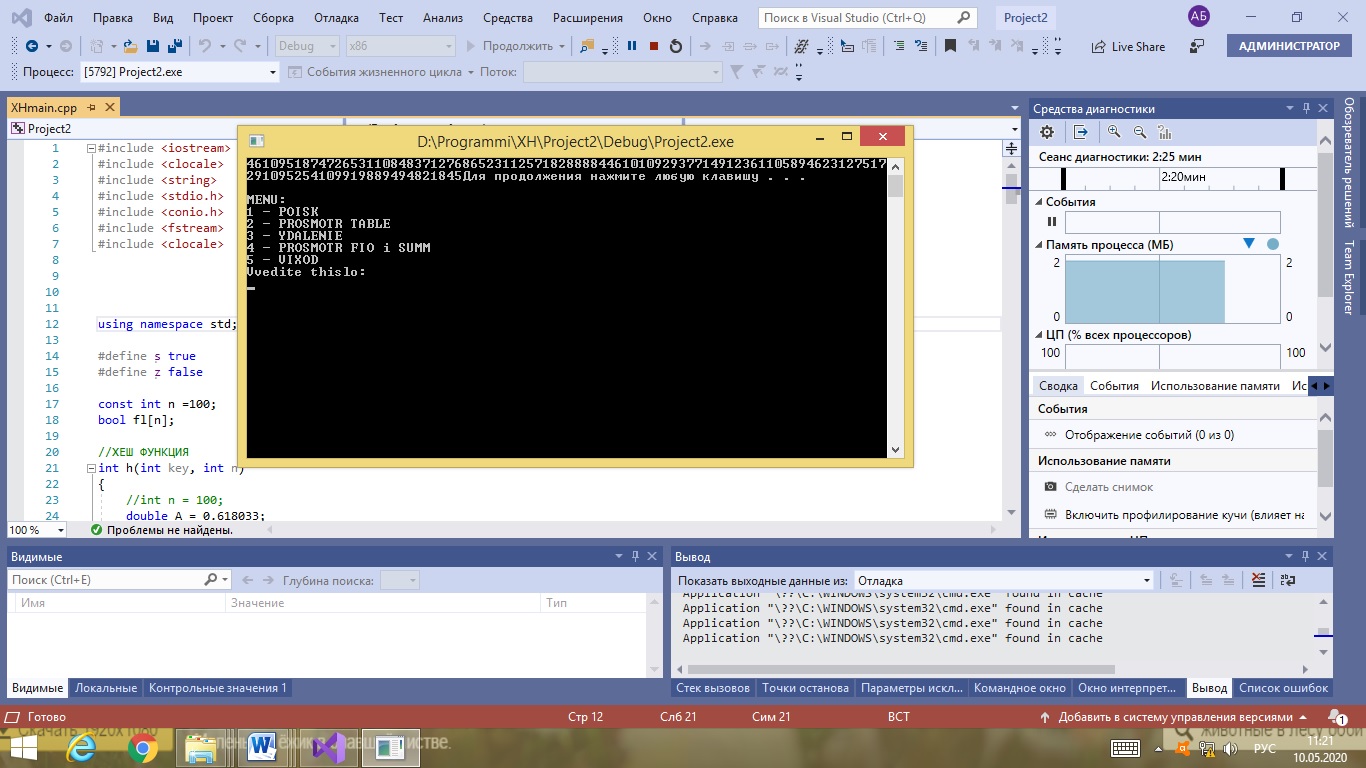 Файл Правка Вид Проект Сборка Отладка Тест Анализ Средства Расширения Окно Справка Поиск в Visual Studio (Ctrl+Q) Project2 АБ
Debug x86 Продолжить Live Share АДМИНИСТРАТОР
Процесс: [5792] Project2.exe События жизненного цикла Поток:
XHmain.cpp
Project2
1 #include <iostream>
2 #include <clocale>
3 #include <string>
4 #include <stdio.h>
5 #include <conio.h>
6 #include <fstream>
7 #include <clocale>
8
9
10
11
12 using namespace std;
13
14 #define s true
15 #define z false
16
17 const int n =100;
18 bool fl[n];
19
20 //ХЕШ ФУНКЦИЯ
21 int h(int key, int n)
22 {
23 //int n = 100;
24 double A = 0.618033;
D:\Programmi\XH\Project2\Debug\Project2.exe
Для продолжения нажмите любую клавишу . . .
MENU:
1 - POISK
2 - PROSMOTR TABLE
3 - YDALENIE
4 - PROSMOTR FIO i SUMM
5 - VIXOD
Vvedite thislo:
100 % Проблемы не найдены.
Средства диагностики
Сеанс диагностики: 2:25 мин
2:20мин
События
Память процесса (МБ)
2 2
0 0
ЦП (% всех процессоров)
100 100
Сводка События Использование памяти Ис
События
Отображение событий (0 из 0)
Использование памяти
Сделать снимок
Включить профилирование кучи (влияет на
Обозреватель решений
Team Explorer
Видимые
Поиск (Ctrl+E) Глубина поиска:
Имя Значение Тип
Видимые Локальные Контрольные значения 1
Вывод
Показать выходные данные из: Отладка
Application "\??\C:\WINDOWS\system32\cmd.exe" found in cache
Application "\??\C:\WINDOWS\system32\cmd.exe" found in cache
Application "\??\C:\WINDOWS\system32\cmd.exe" found in cache
Application "\??\C:\WINDOWS\system32\cmd.exe" found in cache
Стек вызовов Точки останова Параметры искл... Командное окно Окно интерпрет... Вывод Список ошибок
Готово Стр 12 Слб 21 Сим 21 ВСТ Добавить в систему управления версиями 1
Скачать 1920x1080
животные в лесу
РУС 11:21
10.05.2020